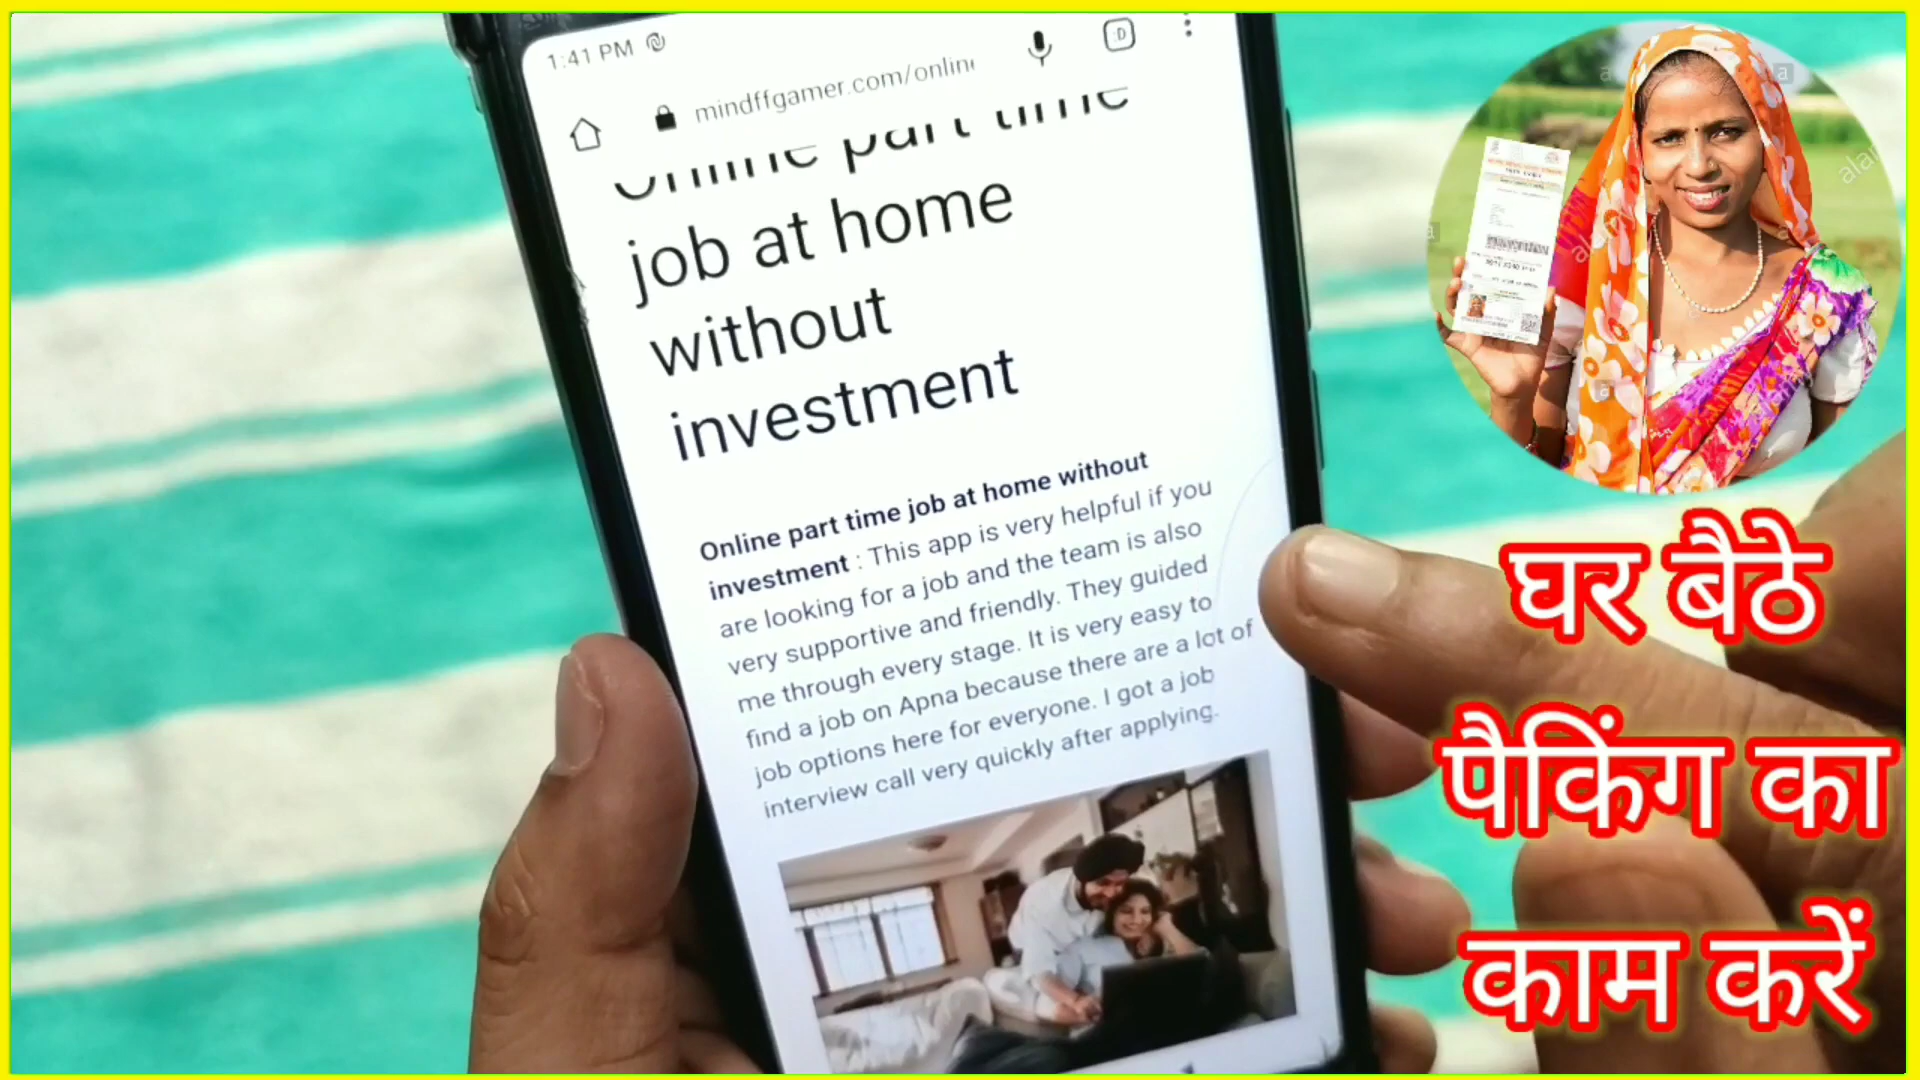 1:41 PM
mindffgamer.com/onlin
:D
Online part time
job at home
without
investment
Online part time job at home without
investment : This app is very helpful if you
are looking for a job and the team is also
very supportive and friendly. They guided
me through every stage. It is very easy to
find a job on Apna because there are a lot of
job options here for everyone. I got a job
interview call very quickly after applying.
घर बैठे
पैकिंग का
काम करें